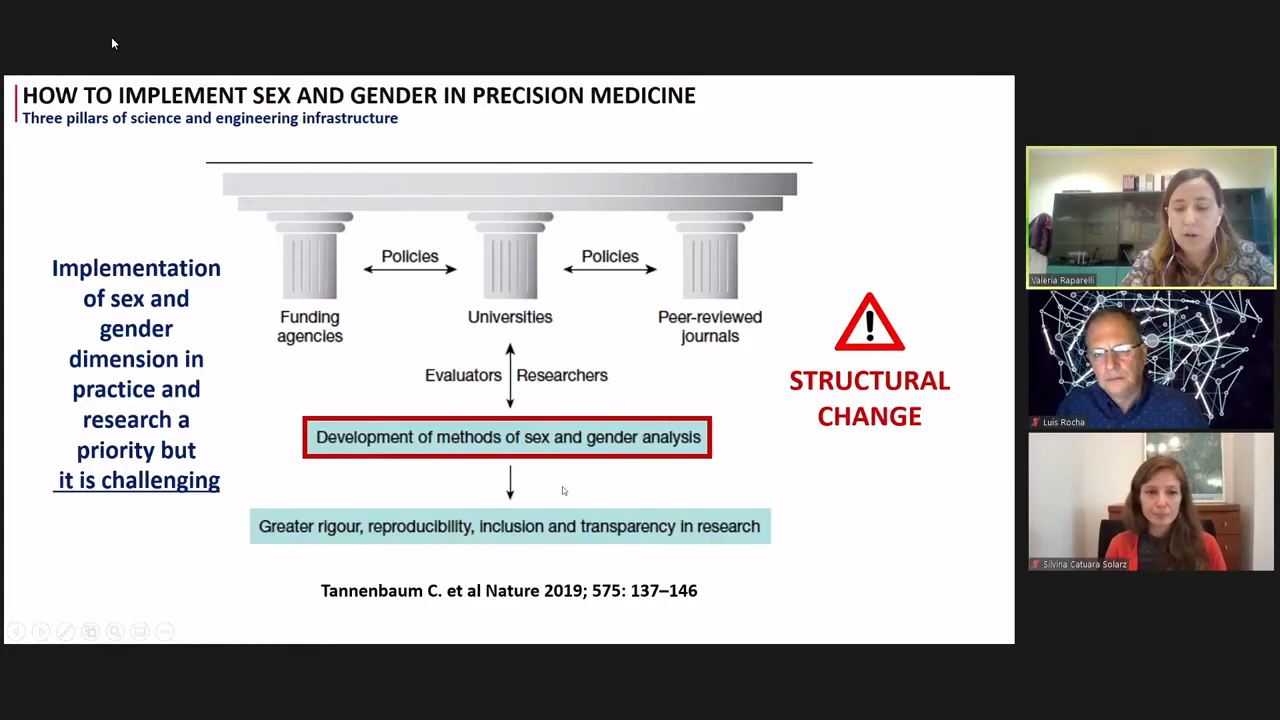 HOW TO IMPLEMENT SEX AND GENDER IN PRECISION MEDICINE
Three pillars of science and engineering infrastructure
Implementation
of sex and
gender
dimension in
practice and
research a
priority but
it is challenging
Policies
Policies
Funding
agencies
Universities
Peer-reviewed
journals
Evaluators
Researchers
Development of methods of sex and gender analysis
Greater rigour, reproducibility, inclusion and transparency in research
!
STRUCTURAL
CHANGE
Tannenbaum C. et al Nature 2019; 575: 137–146
Valeria Raparelli
Luis Rocha
Silvina Catuara Solarz